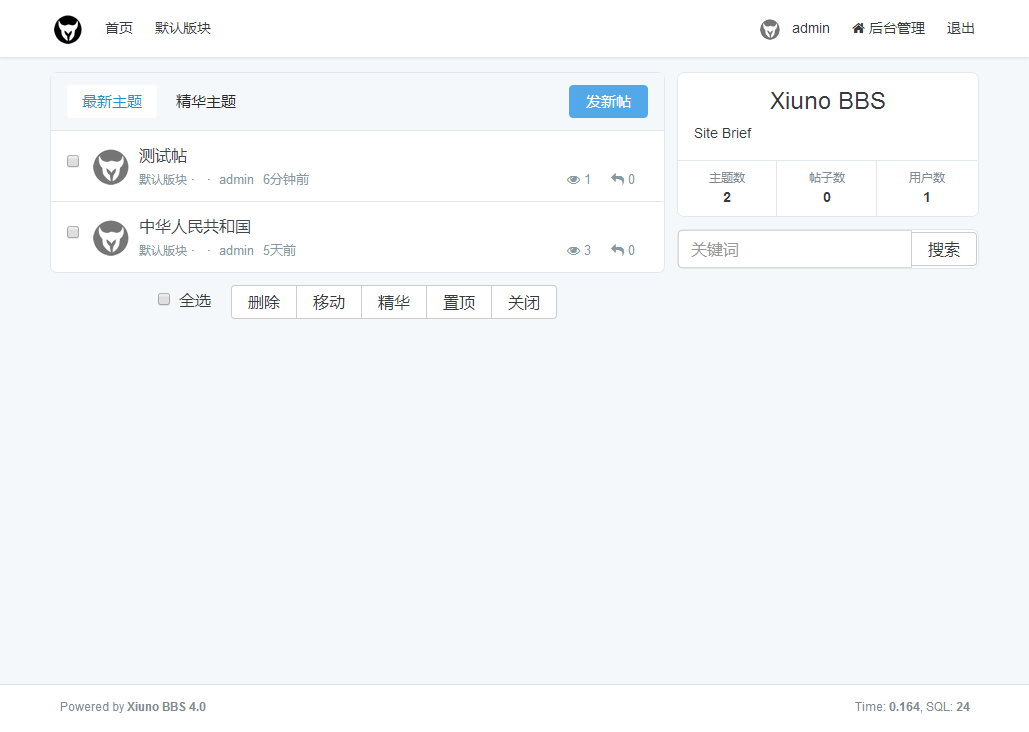 首页 默认版块 admin 后台管理 退出
最新主题 精华主题 发新帖
测试帖
默认版块 · · admin 6分钟前 1 0
中华人民共和国
默认版块 · · admin 5天前 3 0
全选 删除 移动 精华 置顶 关闭
Xiuno BBS
Site Brief
主题数 帖子数 用户数
2 0 1
关键词 搜索
Powered by Xiuno BBS 4.0 Time: 0.164, SQL: 24